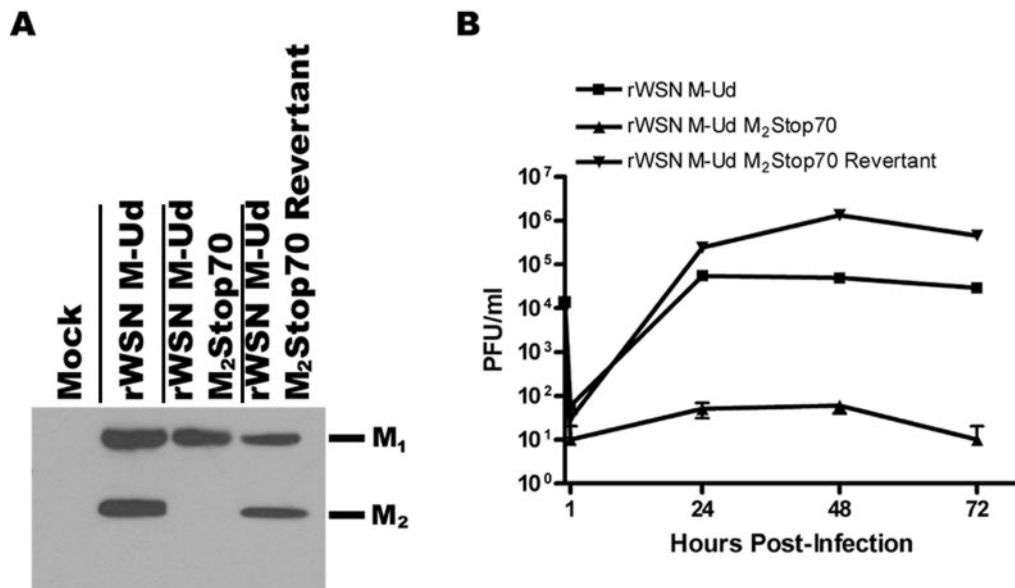 A
Mock
rWSN M-Ud
rWSN M-Ud
M₂Stop70
rWSN M-Ud
M₂Stop70 Revertant
M₁
M₂
B
rWSN M-Ud
rWSN M-Ud M₂Stop70
rWSN M-Ud M₂Stop70 Revertant
PFU/ml
10⁷
10⁶
10⁵
10⁴
10³
10²
10¹
10⁰
1 24 48 72
Hours Post-Infection